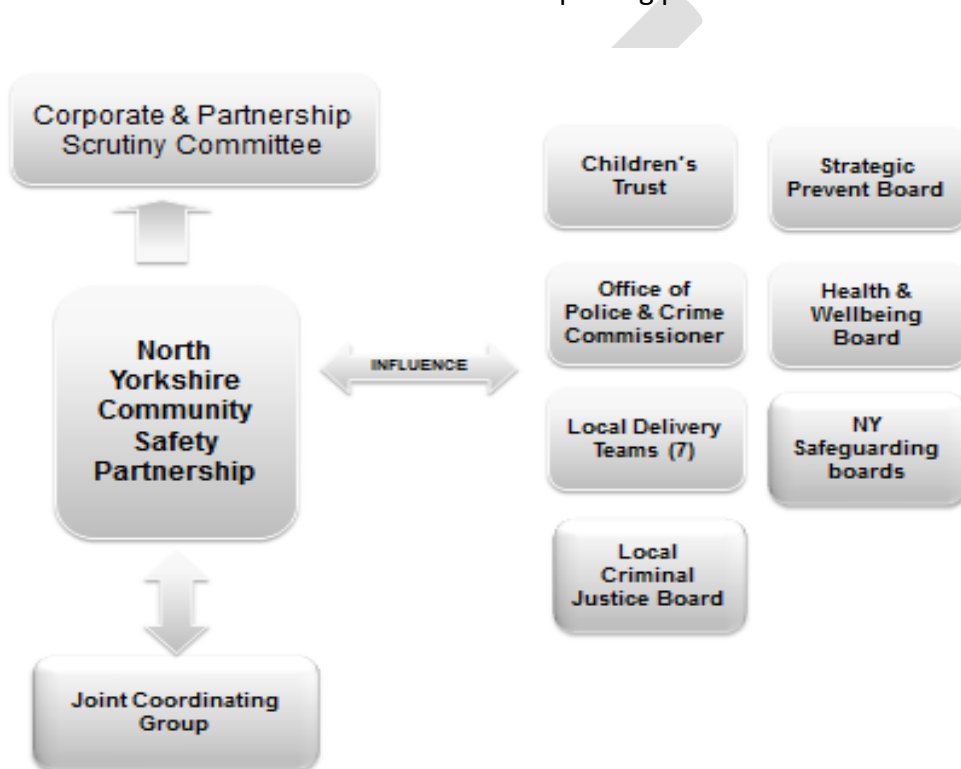 Corporate & Partnership
Scrutiny Committee
North
Yorkshire
Community
Safety
Partnership
Joint Coordinating
Group
INFLUENCE
Children's
Trust
Strategic
Prevent Board
Office of
Police & Crime
Commissioner
Health &
Wellbeing
Board
Local Delivery
Teams (7)
NY
Safeguarding
boards
Local
Criminal
Justice Board